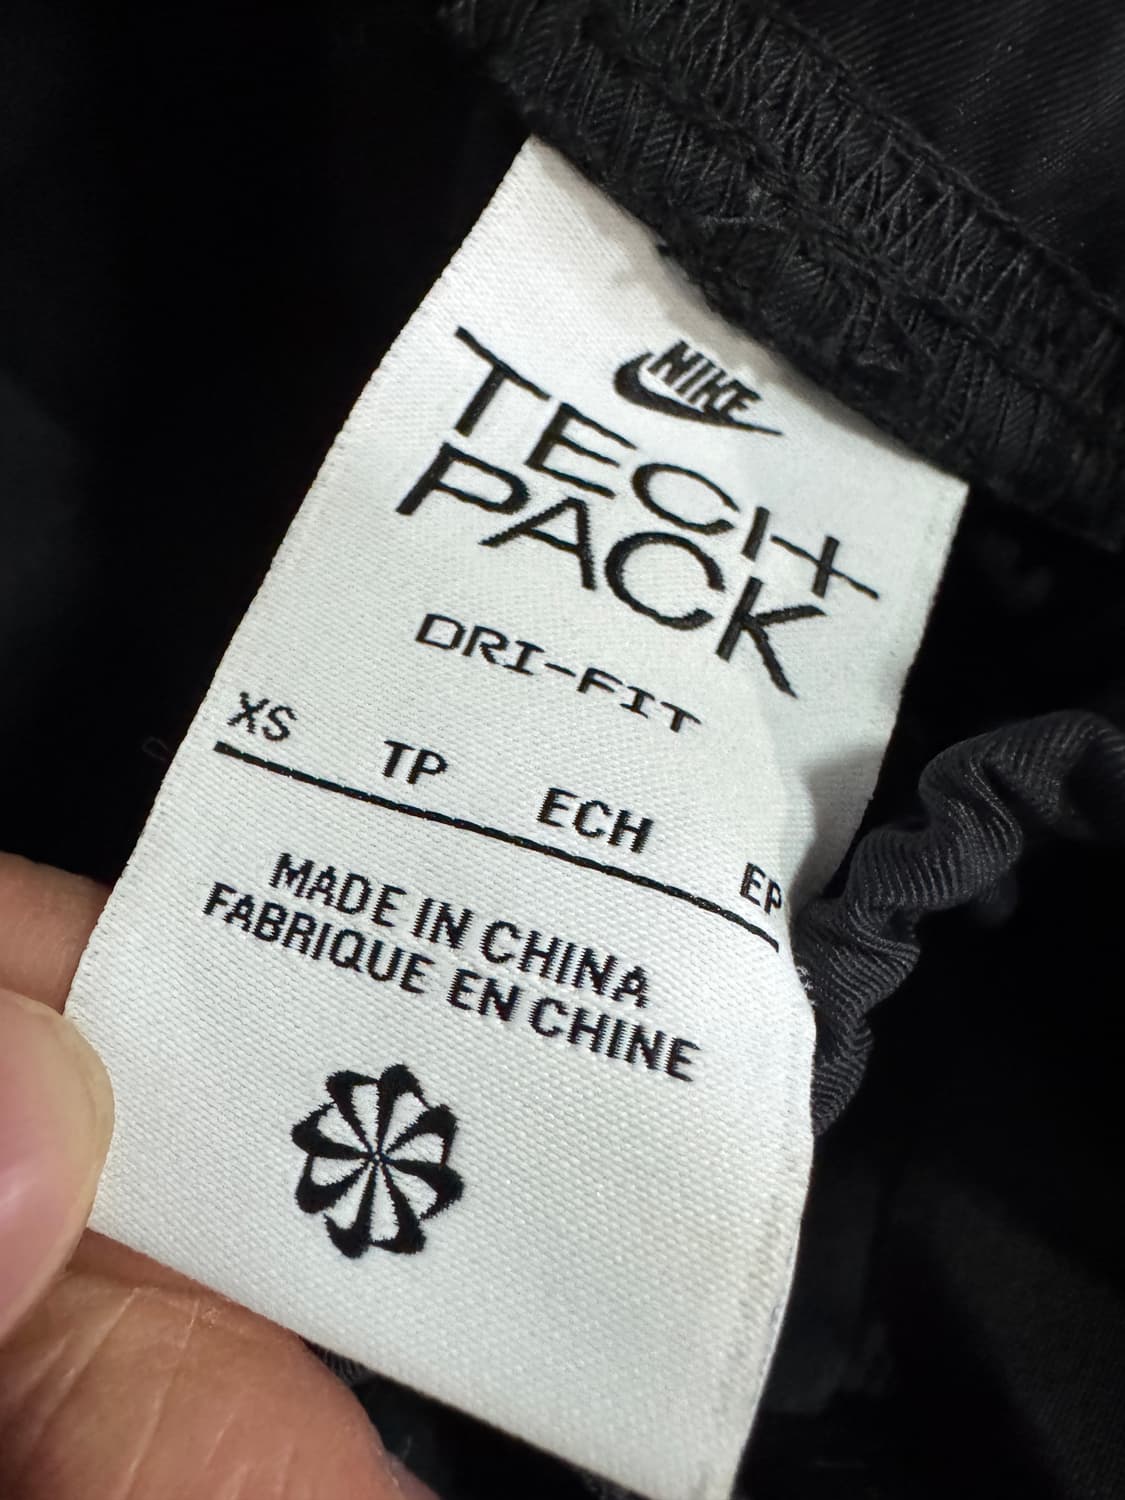 NIKE
TECH
PACK
DRI-FIT
XS TP ECH EP
MADE IN CHINA
FABRIQUE EN CHINE